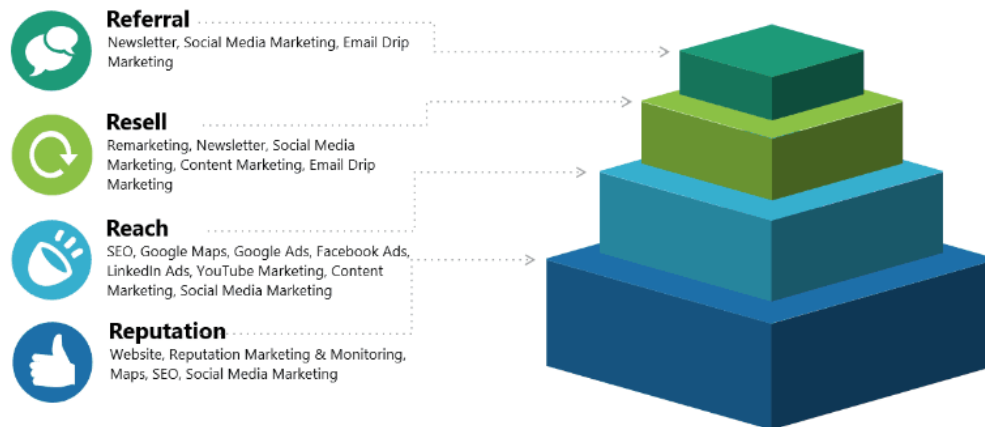 Referral
Newsletter, Social Media Marketing, Email Drip
Marketing
Resell
Remarketing, Newsletter, Social Media
Marketing, Content Marketing, Email Drip
Marketing
Reach
SEO, Google Maps, Google Ads, Facebook Ads,
LinkedIn Ads, YouTube Marketing, Content
Marketing, Social Media Marketing
Reputation
Website, Reputation Marketing & Monitoring,
Maps, SEO, Social Media Marketing